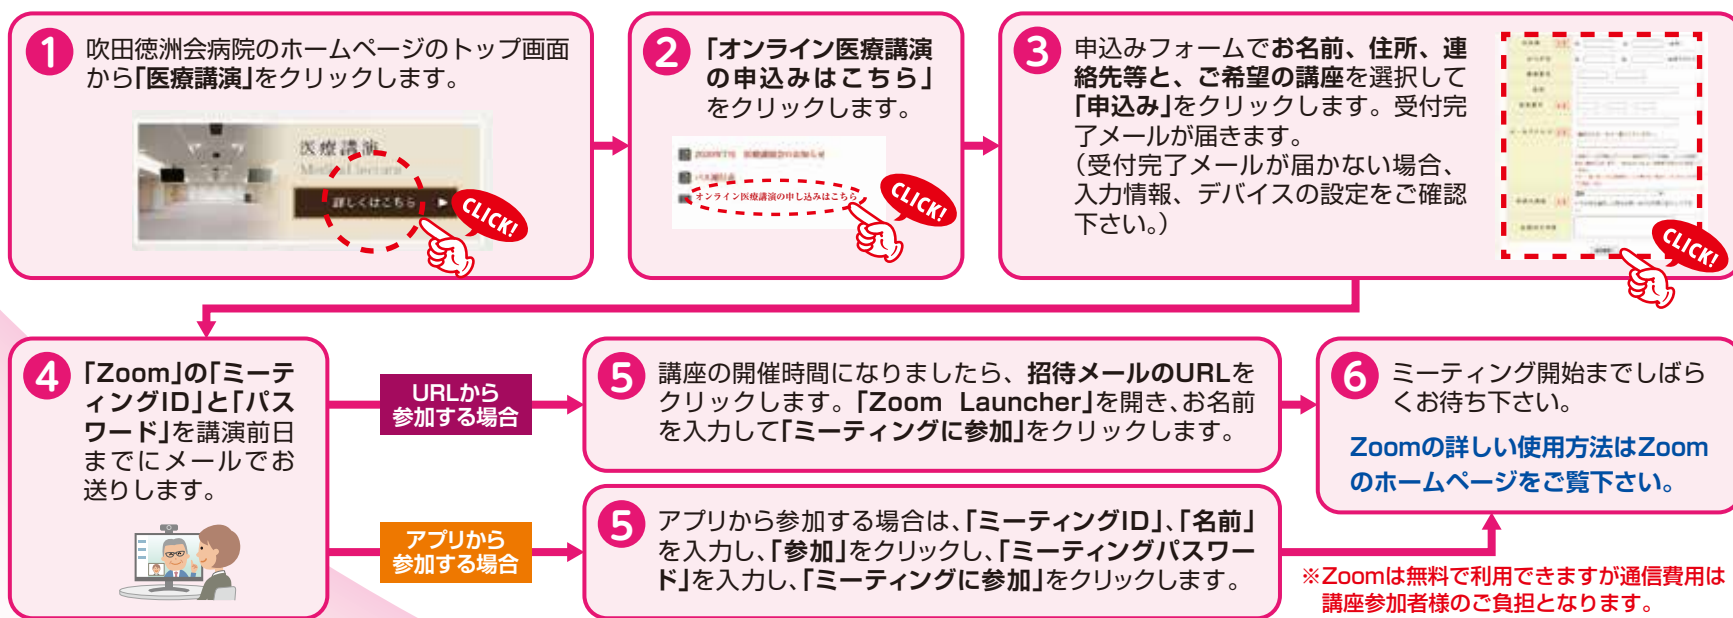 1
吹田徳洲会病院のホームページのトップ画面
から「医療講演」をクリックします。
医療講演
Medical lecture
詳しくはこちら ▶
CLICK!
2
「オンライン医療講演
の申込みはこちら」
をクリックします。
オンライン医療講演の申し込みはこちら
CLICK!
3
申込みフォームでお名前、住所、連
絡先等と、ご希望の講座を選択して
「申込み」をクリックします。受付完
了メールが届きます。
(受付完了メールが届かない場合、
入力情報、デバイスの設定をご確認
下さい。)
CLICK!
4
「Zoom」の「ミーテ
ィングID」と「パス
ワード」を講演前日
までにメールでお
送りします。
URLから
参加する場合
5
講座の開催時間になりましたら、招待メールのURLを
クリックします。「Zoom Launcher」を開き、お名前
を入力して「ミーティングに参加」をクリックします。
アプリから
参加する場合
5
アプリから参加する場合は、「ミーティングID」、「名前」
を入力し、「参加」をクリックし、「ミーティングパスワー
ド」を入力し、「ミーティングに参加」をクリックします。
6
ミーティング開始までしばら
くお待ち下さい。
Zoomの詳しい使用方法はZoom
のホームページをご覧下さい。
※Zoomは無料で利用できますが通信費用は
講座参加者様のご負担となります。